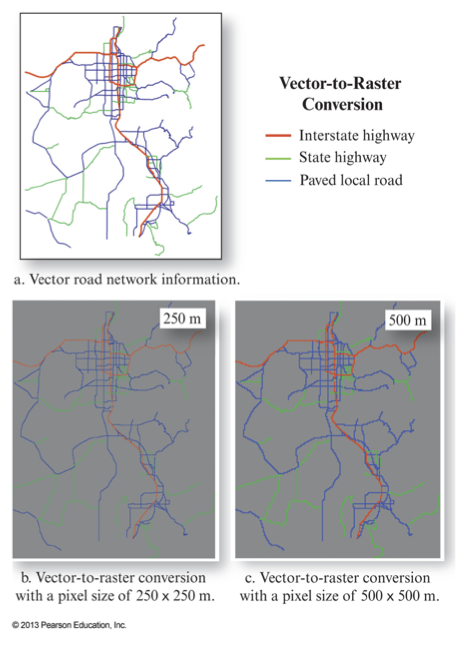 Vector-to-Raster
Conversion
Interstate highway
State highway
Paved local road
a. Vector road network information.
250 m
500 m
b. Vector-to-raster conversion
with a pixel size of 250 x 250 m.
c. Vector-to-raster conversion
with a pixel size of 500 x 500 m.
© 2013 Pearson Education, Inc.